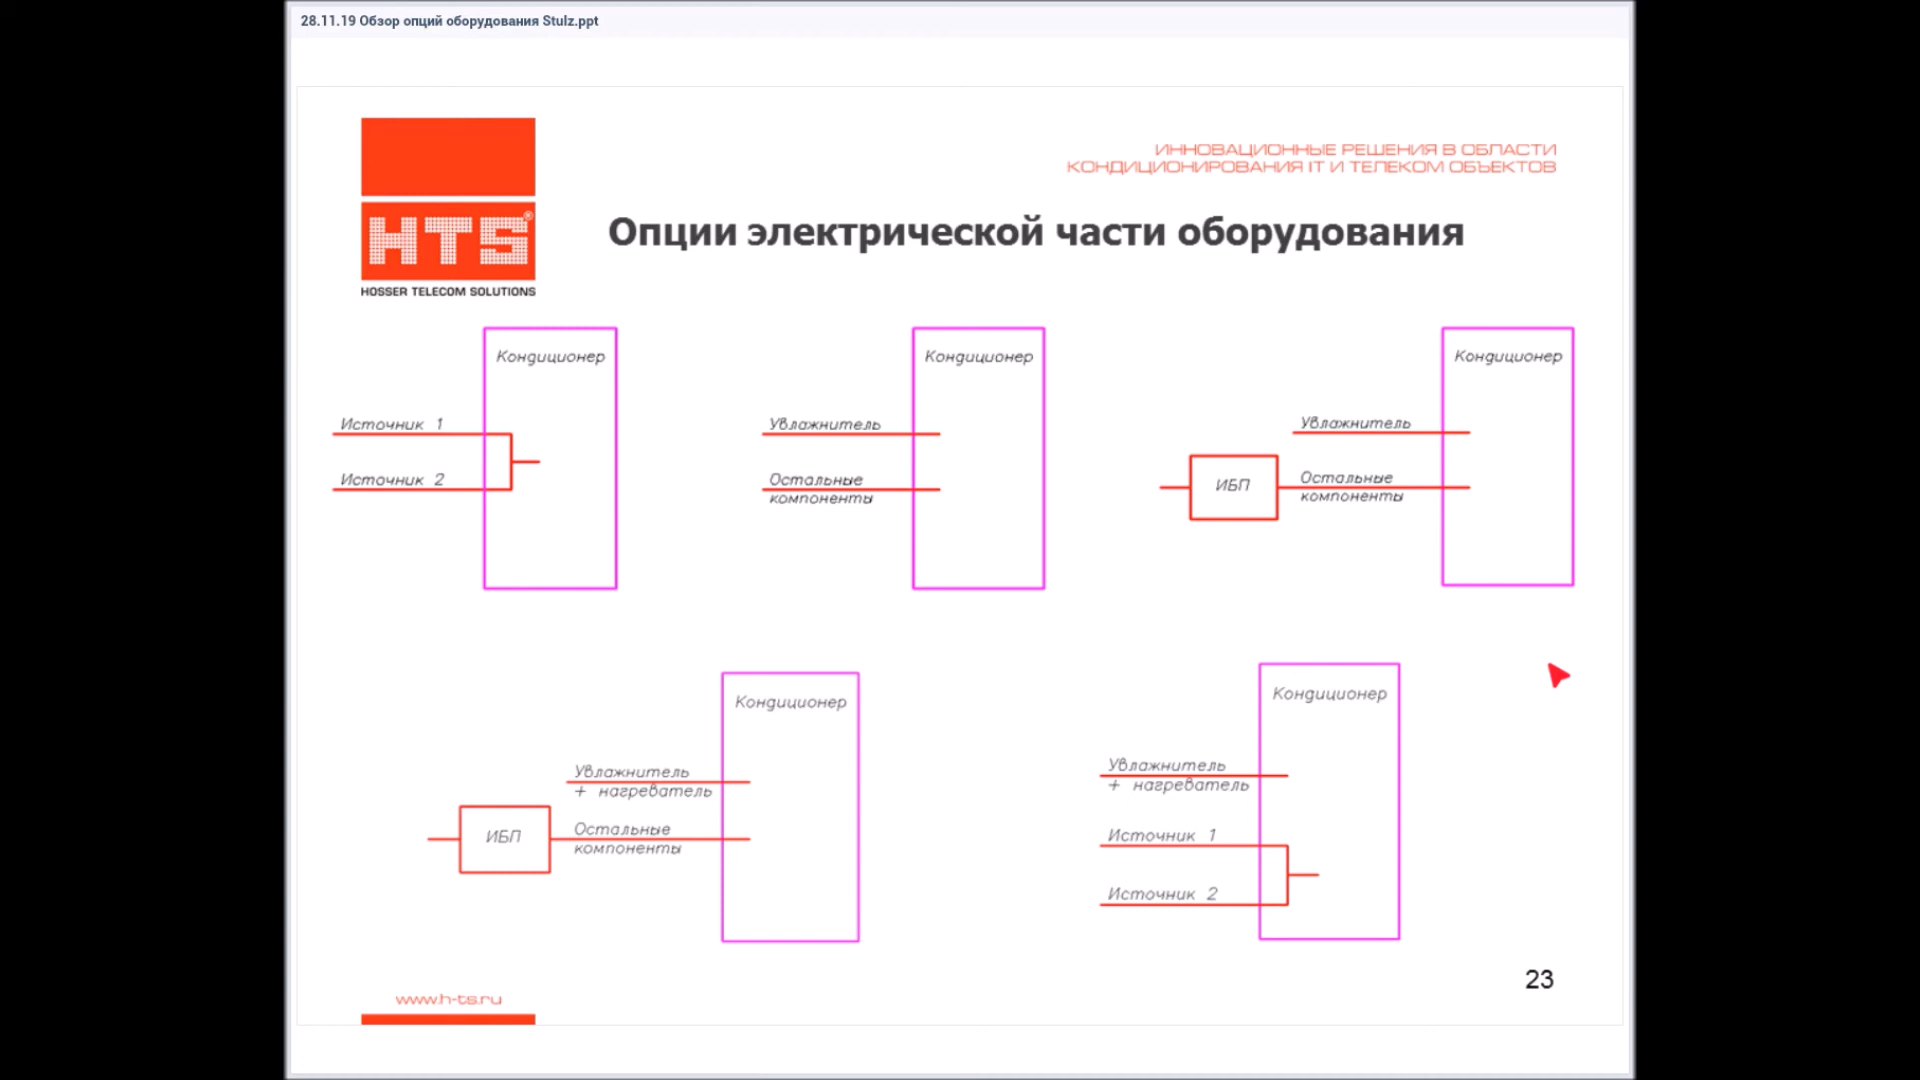 28.11.19 Обзор опций оборудования Stulz.ppt
ИННОВАЦИОННЫЕ РЕШЕНИЯ В ОБЛАСТИ
КОНДИЦИОНИРОВАНИЯ IT И ТЕЛЕКОМ ОБЪЕКТОВ
HTS®
HOSSER TELECOM SOLUTIONS
Опции электрической части оборудования
Кондиционер
Источник 1
Источник 2
Кондиционер
Увлажнитель
Остальные
компоненты
Кондиционер
Увлажнитель
ИБП
Остальные
компоненты
Кондиционер
Увлажнитель
+ нагреватель
ИБП
Остальные
компоненты
Кондиционер
Увлажнитель
+ нагреватель
Источник 1
Источник 2
23
www.h-ts.ru